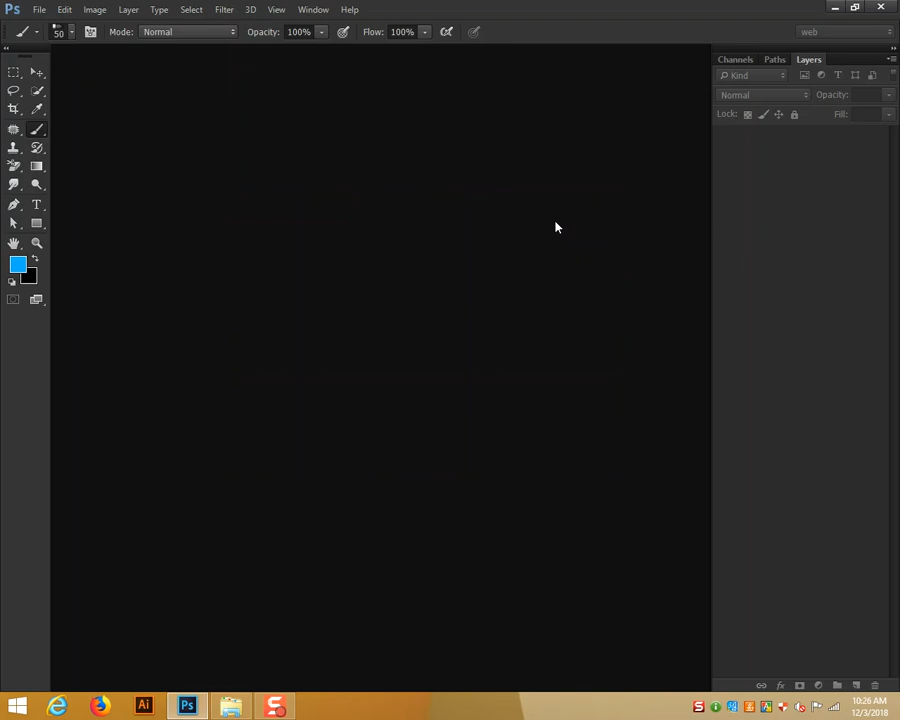 Ps File Edit Image Layer Type Select Filter 3D View Window Help
50 Mode: Normal Opacity: 100% Flow: 100% web
Channels Paths Layers
Kind
Normal Opacity:
Lock: Fill:
Ai Ps 10:26 AM
12/3/2018